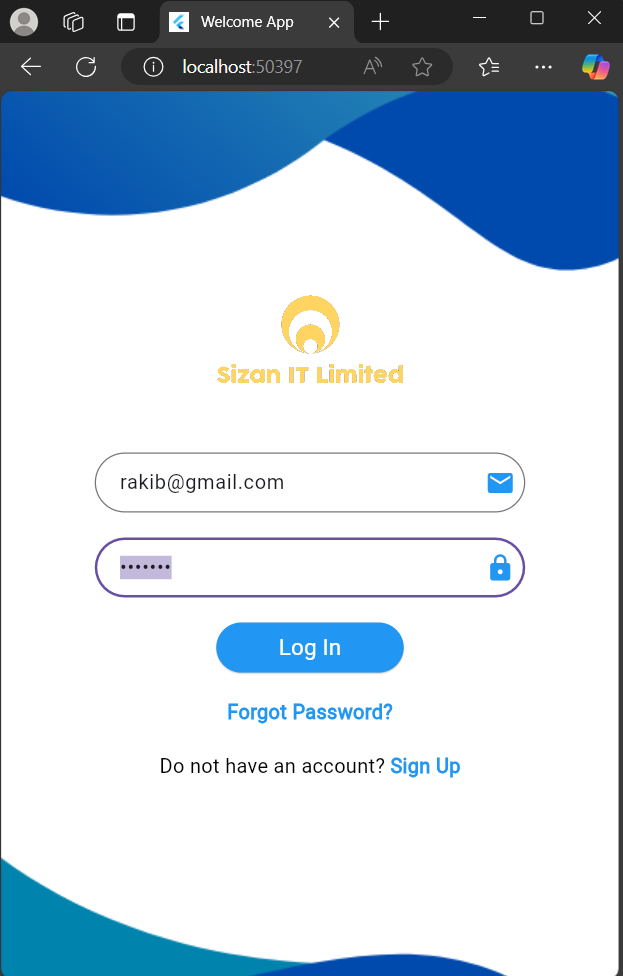 Welcome App
localhost:50397
Sizan IT Limited
rakib@gmail.com
•••••••
Log In
Forgot Password?
Do not have an account? Sign Up